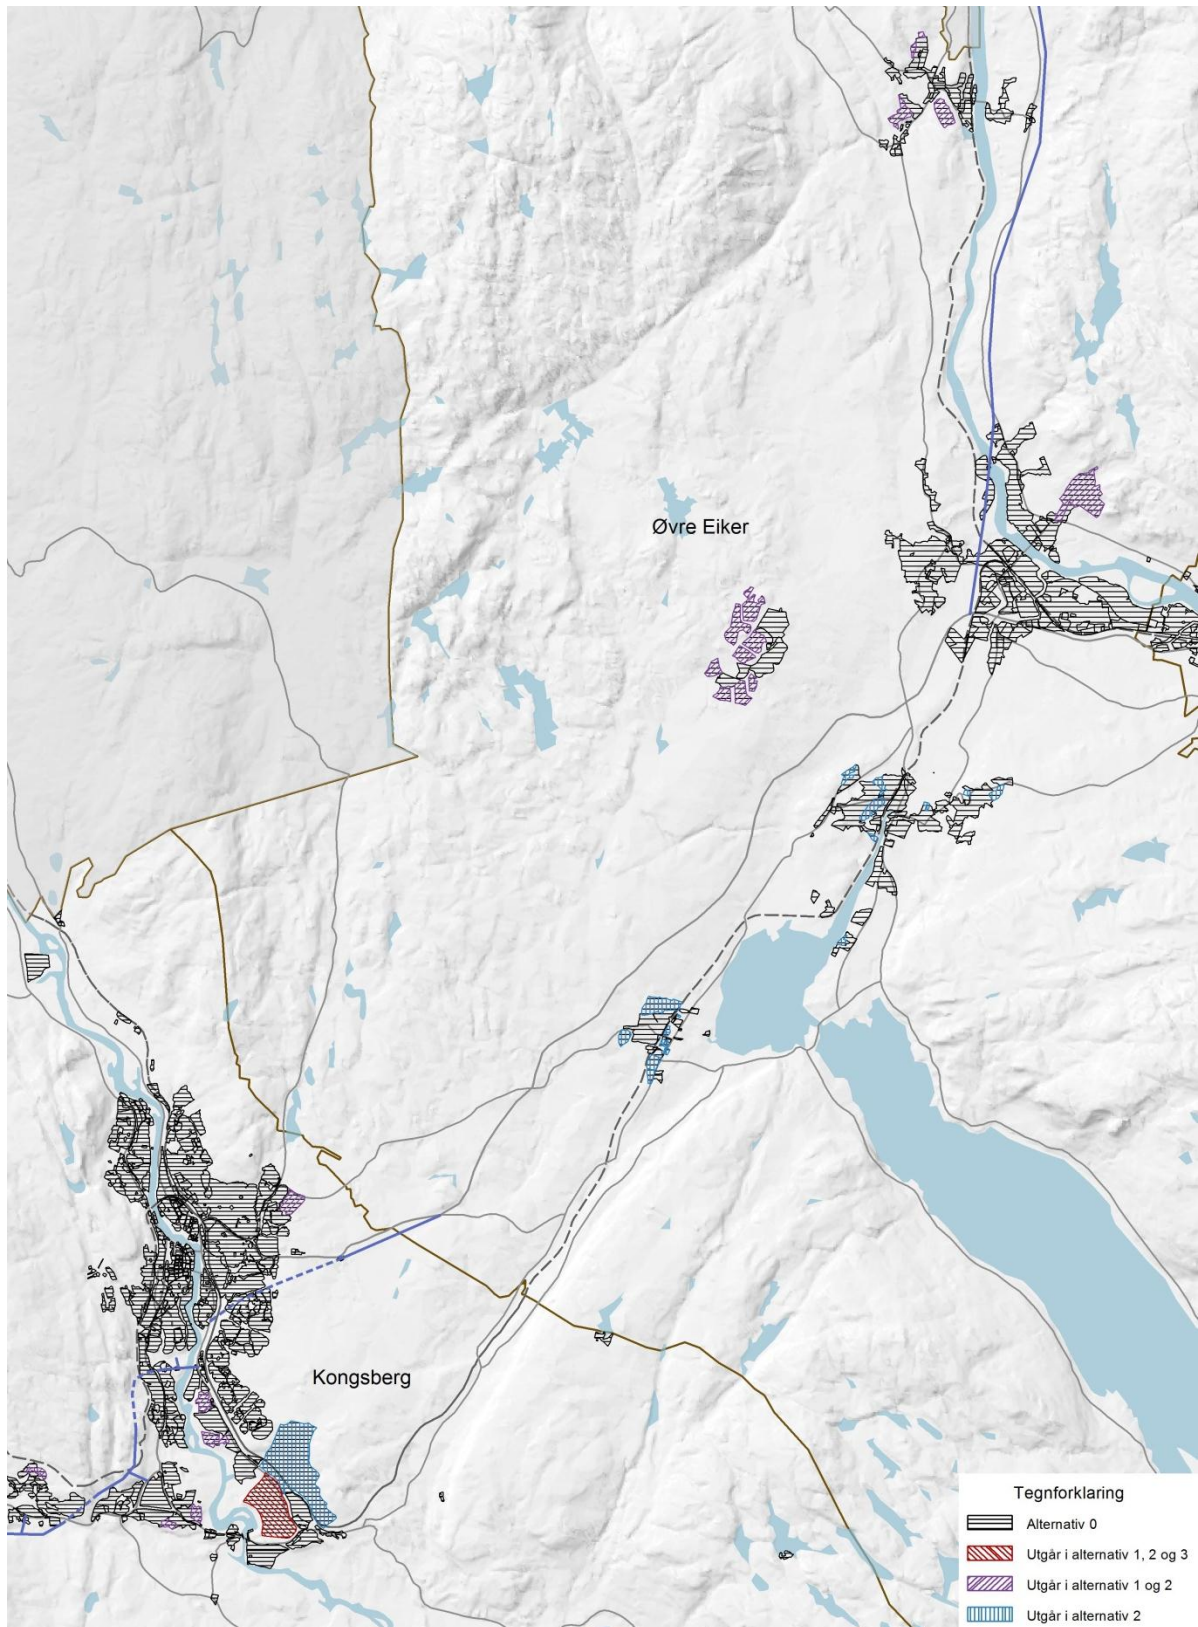 Øvre Eiker
Kongsberg
Tegnforklaring
Alternativ 0
Utgår i alternativ 1, 2 og 3
Utgår i alternativ 1 og 2
Utgår i alternativ 2